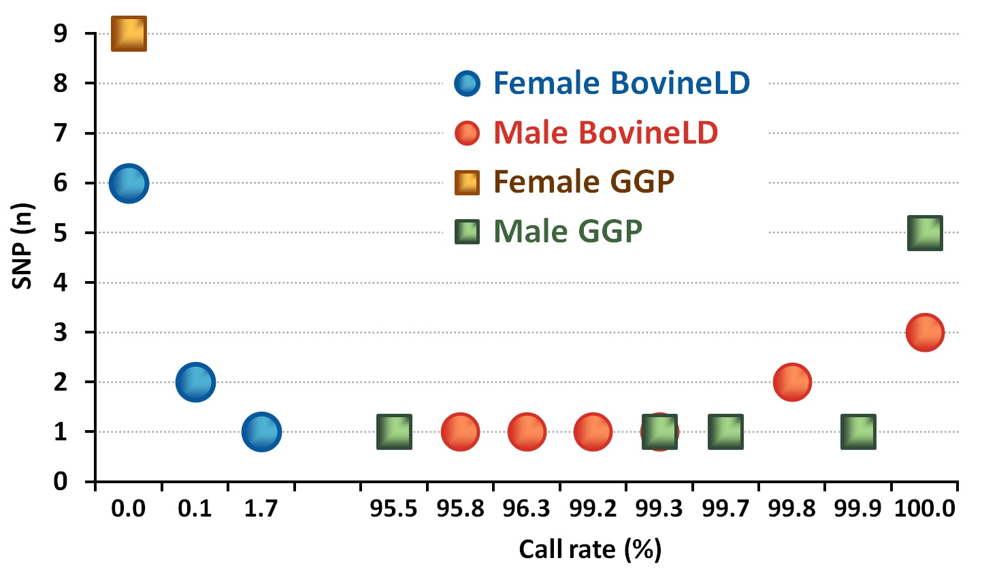 9
8
7
6
5
4
3
2
1
0
SNP (n)
Female BovineLD
Male BovineLD
Female GGP
Male GGP
0.0 0.1 1.7 95.5 95.8 96.3 99.2 99.3 99.7 99.8 99.9 100.0
Call rate (%)